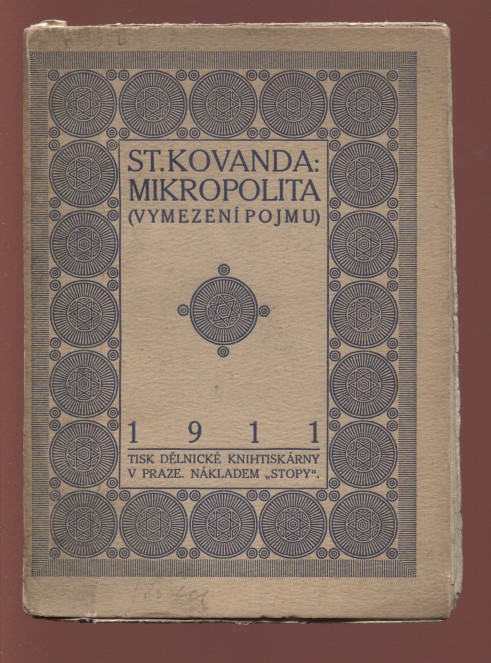 ST. KOVANDA:
MIKROPOLITA
(VYMEZENÍ POJMU)
1 9 1 1
TISK DĚLNICKÉ KNIHTISKÁRNY
V PRAZE. NÁKLADEM „STOPY“.